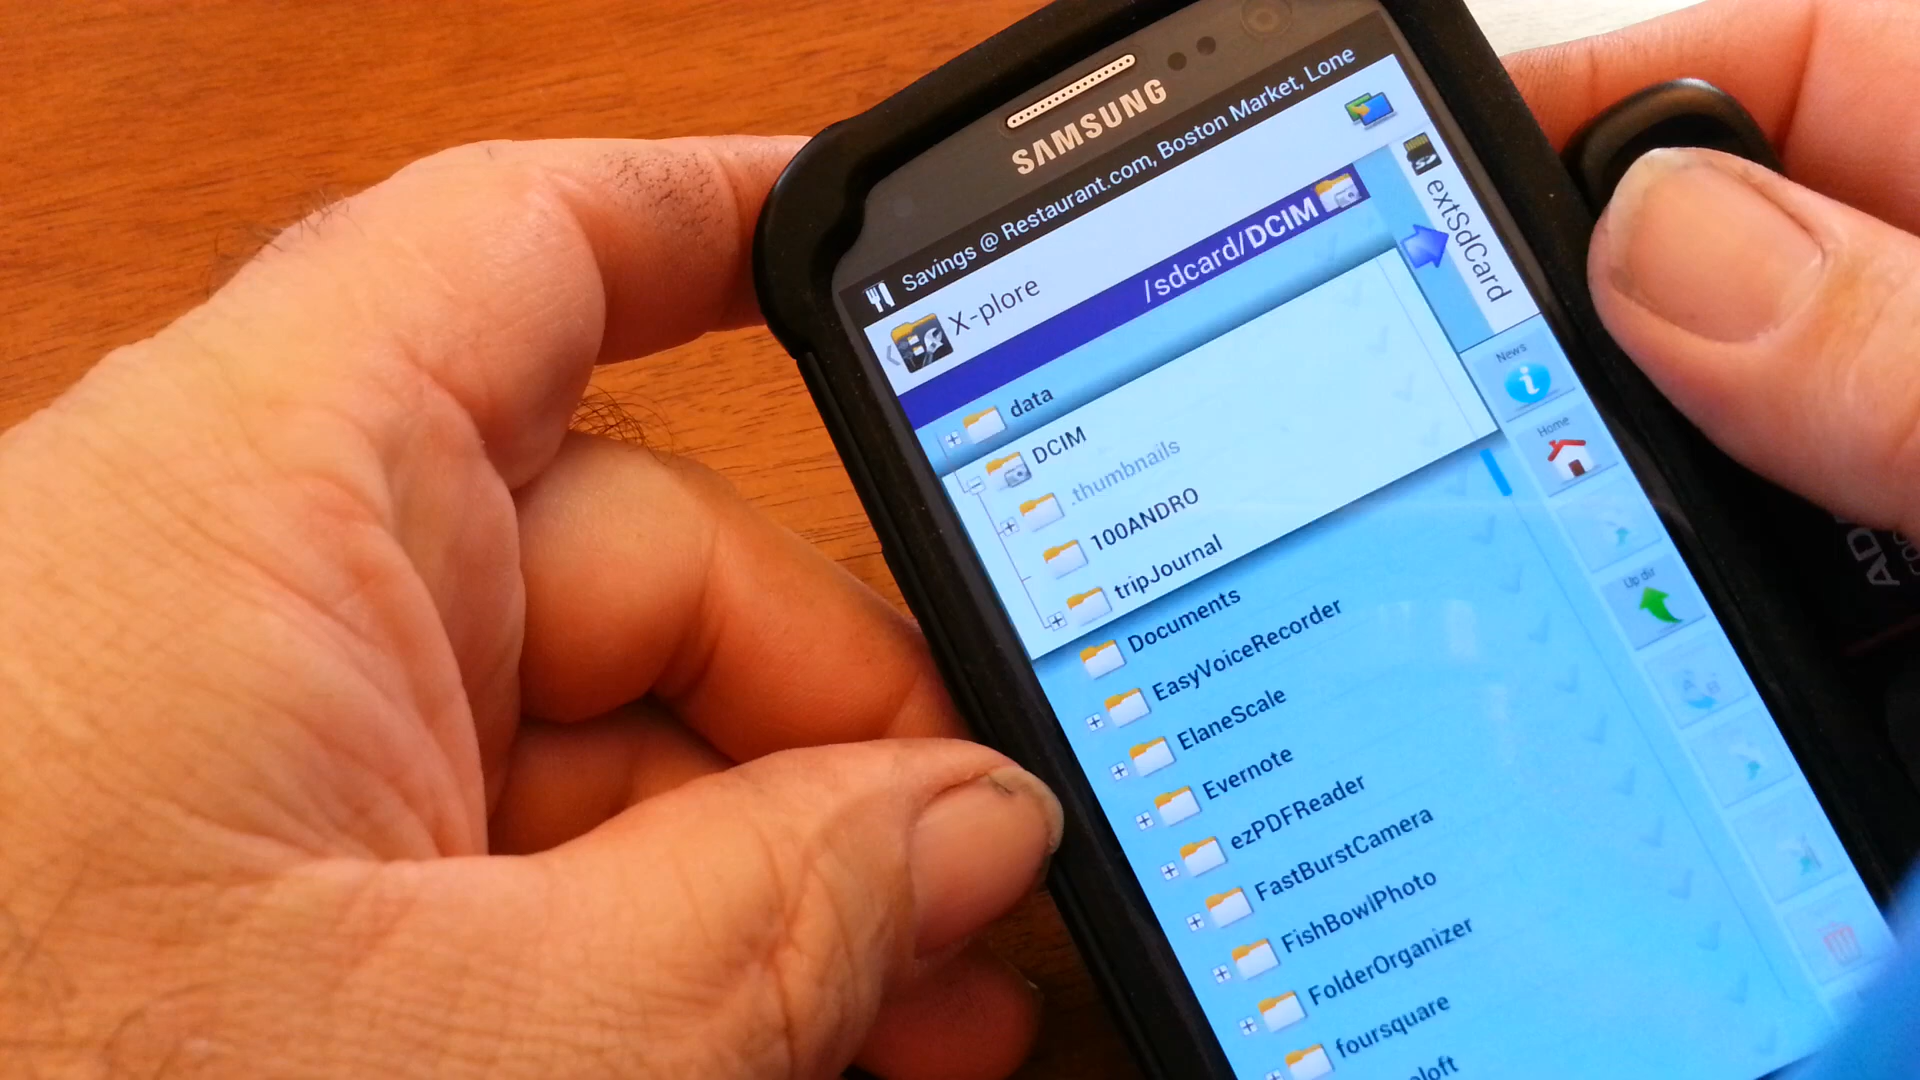 SAMSUNG
Savings @ Restaurant.com, Boston Market, Lone
X-plore
/sdcard/DCIM
extSdCard
data
DCIM
.thumbnails
100ANDRO
tripJournal
Documents
EasyVoiceRecorder
ElaneScale
Evernote
ezPDFReader
FastBurstCamera
FishBowlPhoto
FolderOrganizer
foursquare
News
Home
Up dir